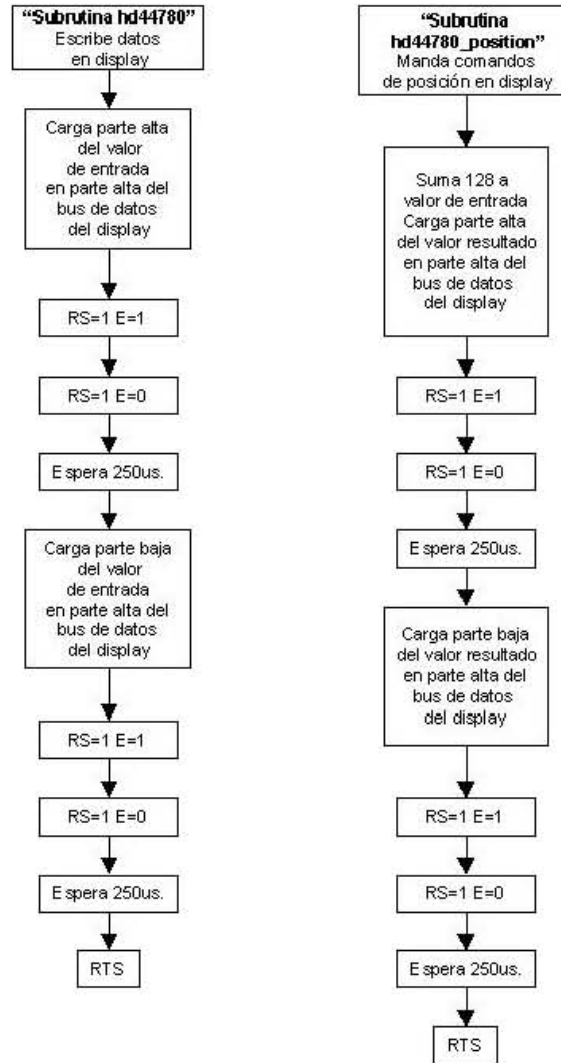 “Subrutina hd44780”
Escribe datos
en display
Carga parte alta
del valor
de entrada
en parte alta del
bus de datos
del display
RS=1 E=1
RS=1 E=0
Espera 250us.
Carga parte baja
del valor
de entrada
en parte alta del
bus de datos
del display
RS=1 E=1
RS=1 E=0
Espera 250us.
RTS
“Subrutina
hd44780_position”
Manda comandos
de posición en display
Suma 128 a
valor de entrada
Carga parte alta
del valor resultado
en parte alta del
bus de datos
del display
RS=1 E=1
RS=1 E=0
Espera 250us.
Carga parte baja
del valor resultado
en parte alta del
bus de datos
del display
RS=1 E=1
RS=1 E=0
Espera 250us.
RTS